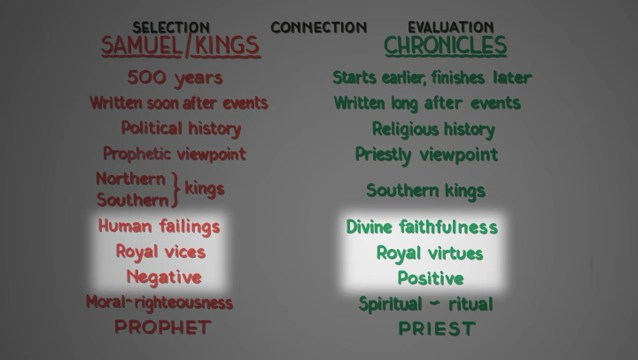 SELECTION CONNECTION EVALUATION
SAMUEL/KINGS CHRONICLES
500 years Starts earlier, finishes later
Written soon after events Written long after events
Political history Religious history
Prophetic viewpoint Priestly viewpoint
Northern
Southern } kings Southern kings
Human failings Divine faithfulness
Royal vices Royal virtues
Negative Positive
Moral~righteousness Spiritual ~ ritual
PROPHET PRIEST